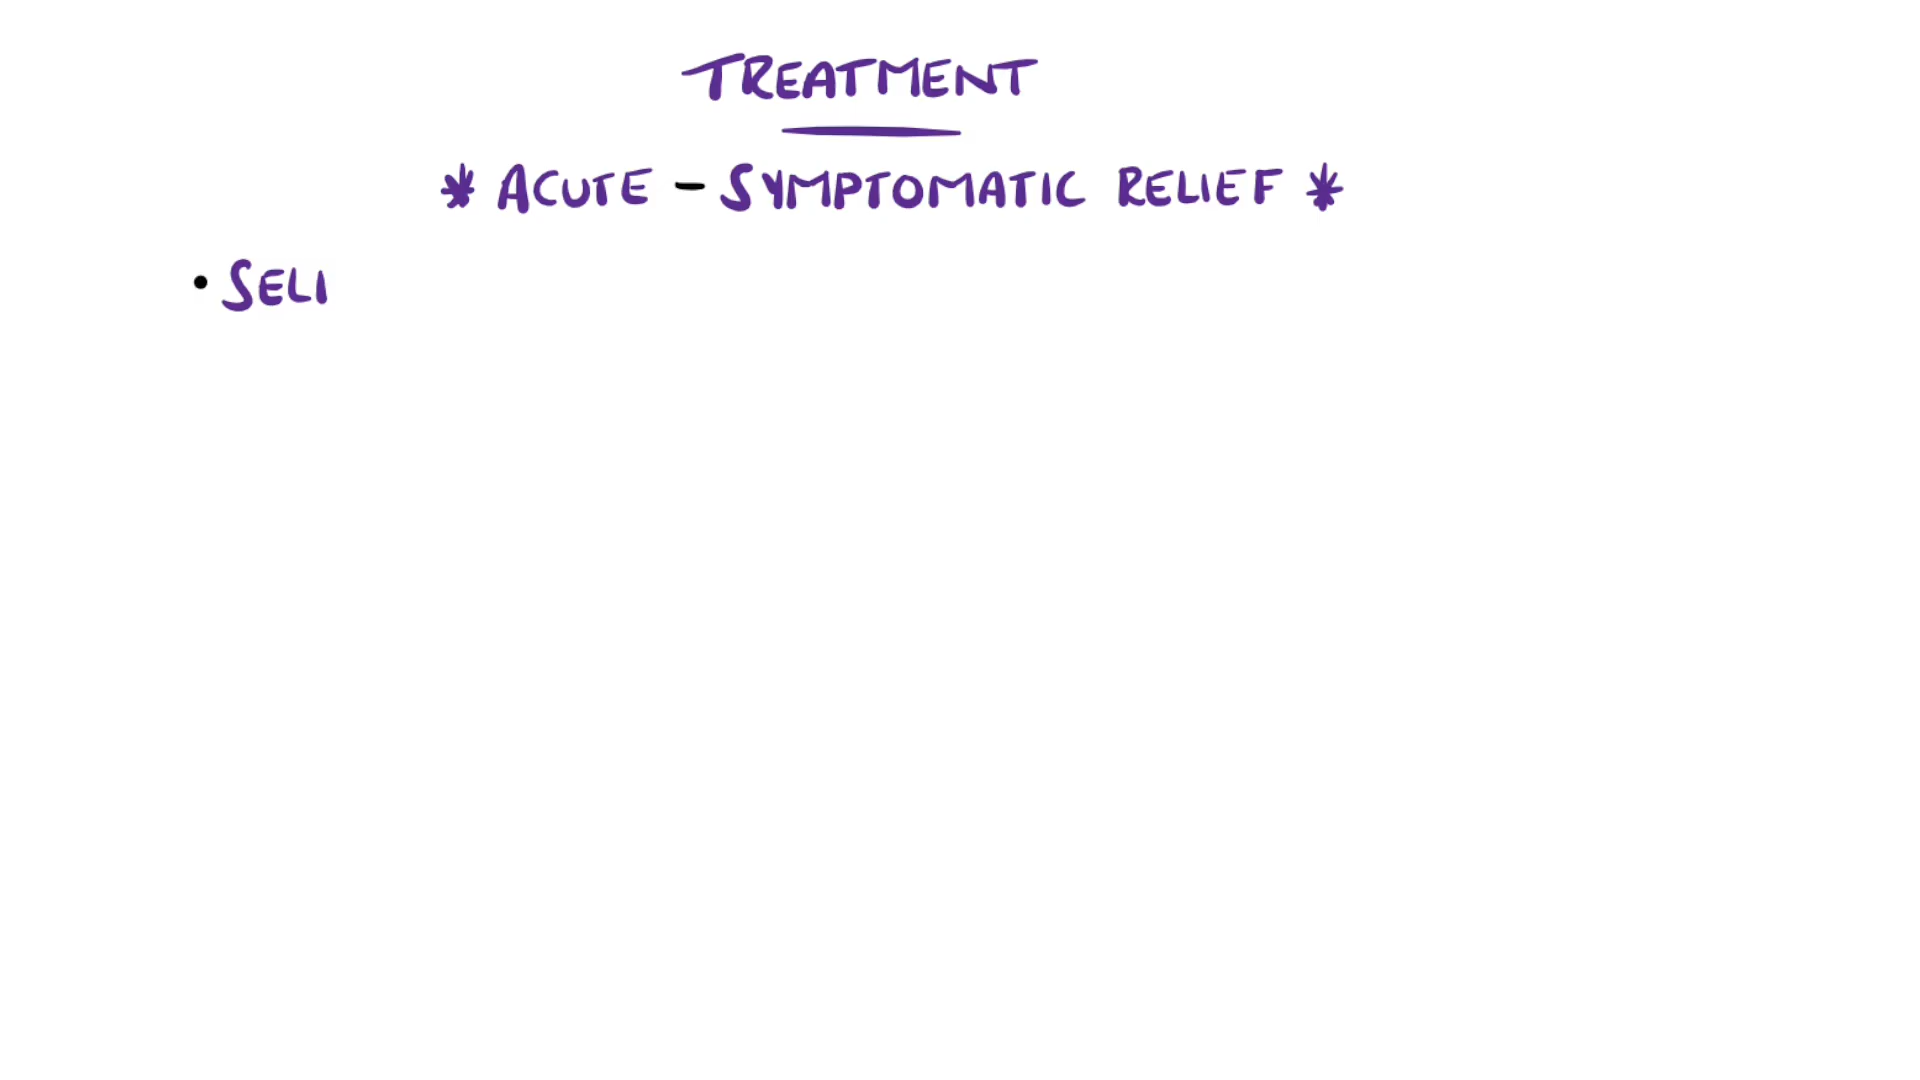 TREATMENT
* ACUTE - SYMPTOMATIC RELIEF *
• SELI